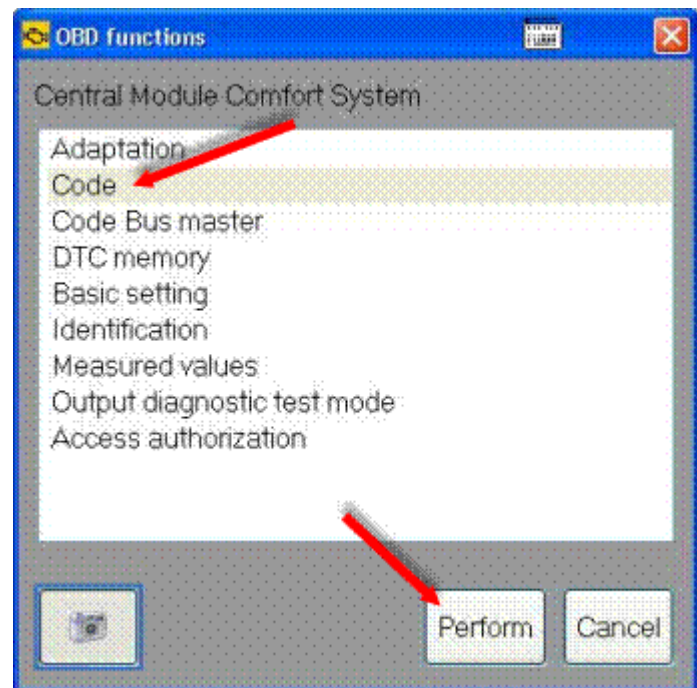 OBD functions
Central Module Comfort System
Adaptation
Code
Code Bus master
DTC memory
Basic setting
Identification
Measured values
Output diagnostic test mode
Access authorization
Perform
Cancel